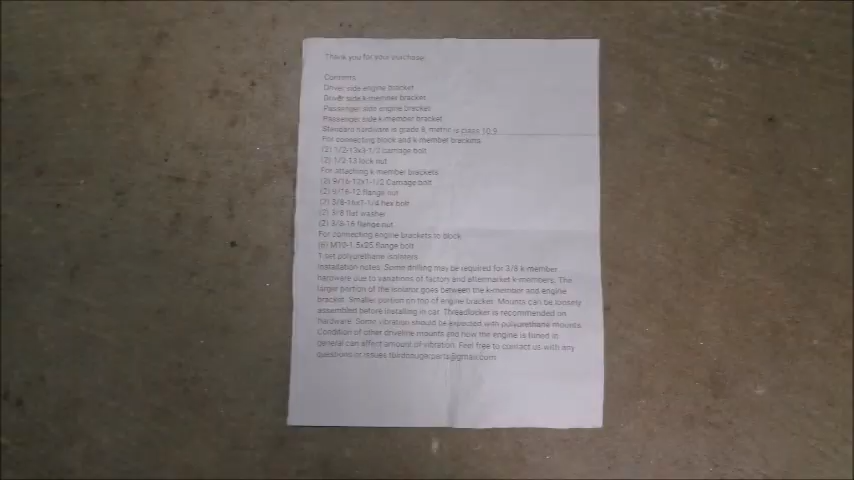 Thank you for your purchase.
Contents
Driver side engine bracket
Driver side k-member bracket
Passenger side engine bracket
Passenger side k-member bracket
Standard hardware is grade 8, metric is class 10.9
For connecting block and k-member brackets
(2) 1/2-13x3-1/2 carriage bolt
(2) 1/2-13 lock nut
For attaching k-member brackets
(2) 9/16-12x1-1/2 Carriage bolt
(2) 9/16-12 flange nut
(2) 3/8-16x1-1/4 hex bolt
(2) 3/8 flat washer
(2) 3/8-16 flange nut
For connecting engine brackets to block
(6) M10-1.5x25 flange bolt
1 set polyurethane isolators
Installation notes: Some drilling may be required for 3/8 k-member
hardware due to variations of factory and aftermarket k-members. The
larger portion of the isolator goes between the k-member and engine
bracket. Smaller portion on top of engine bracket. Mounts can be loosely
assembled before installing in car. Threadlocker is recommended on
hardware. Some vibration should be expected with polyurethane mounts.
Condition of other driveline mounts and how the engine is tuned in
general can affect amount of vibration. Feel free to contact us with any
questions or issues